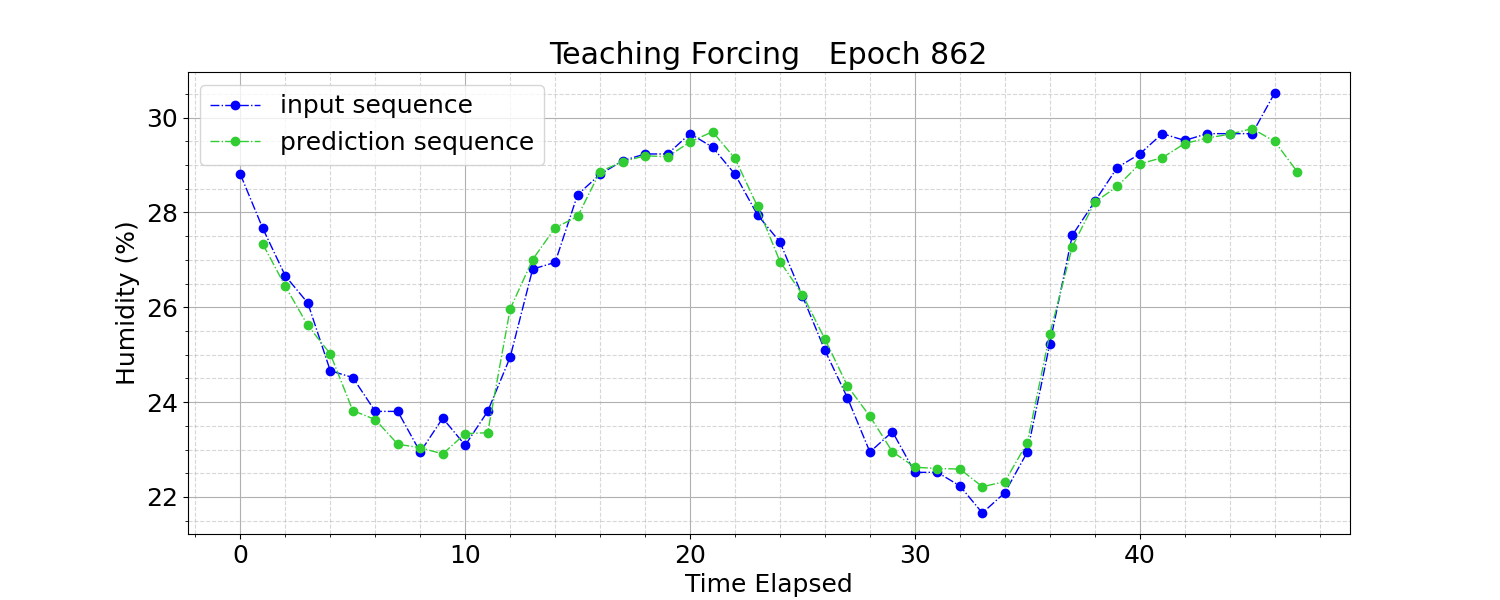 Teaching Forcing   Epoch 862
input sequence
prediction sequence
Humidity (%)
30
28
26
24
22
0 10 20 30 40
Time Elapsed